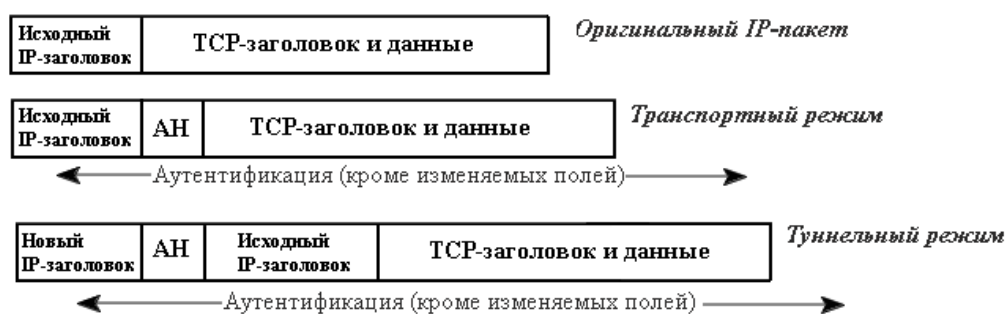 Исходный
IP-заголовок
TCP-заголовок и данные
Оригинальный IP-пакет
Исходный
IP-заголовок
AH
TCP-заголовок и данные
Транспортный режим
Аутентификация (кроме изменяемых полей)
Новый
IP-заголовок
AH
Исходный
IP-заголовок
TCP-заголовок и данные
Туннельный режим
Аутентификация (кроме изменяемых полей)